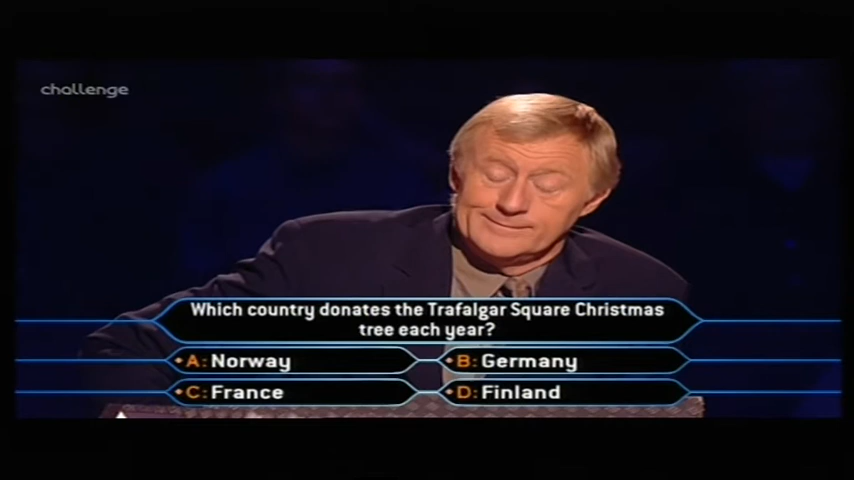 challenge
Which country donates the Trafalgar Square Christmas
tree each year?
A: Norway
B: Germany
C: France
D: Finland